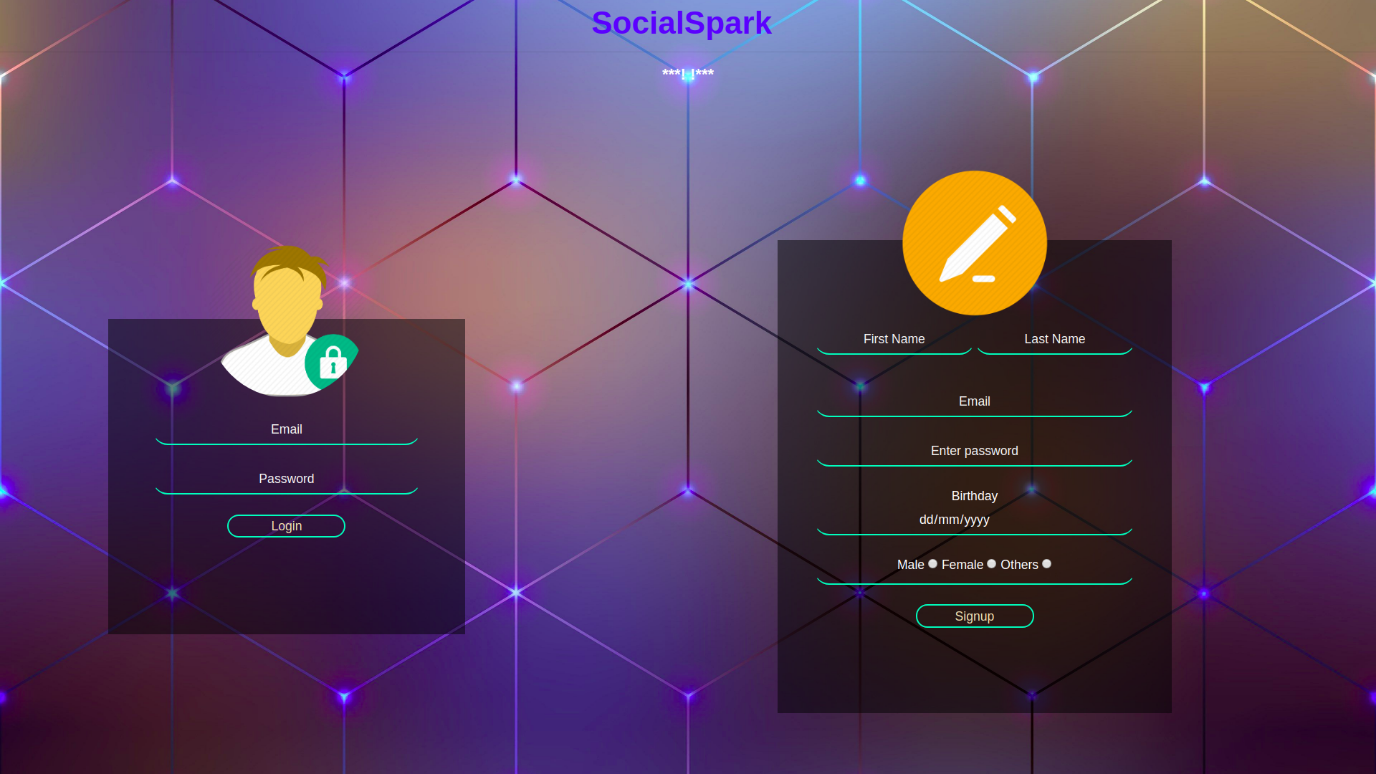 SocialSpark
***!_!***
Email
Password
Login
First Name Last Name
Email
Enter password
Birthday
dd/mm/yyyy
Male Female Others
Signup